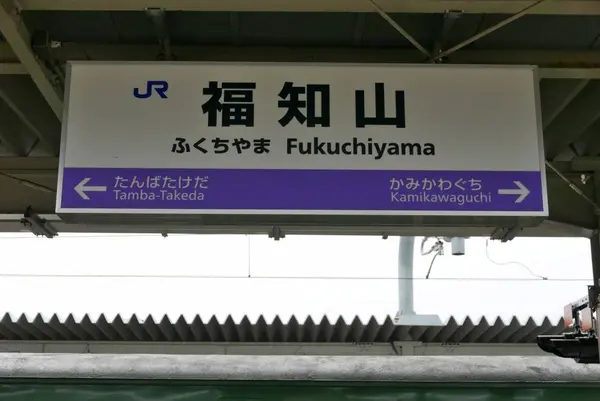 JR 福知山
ふくちやま Fukuchiyama
← たんばたけだ かみかわぐち →
Tamba-Takeda Kamikawaguchi